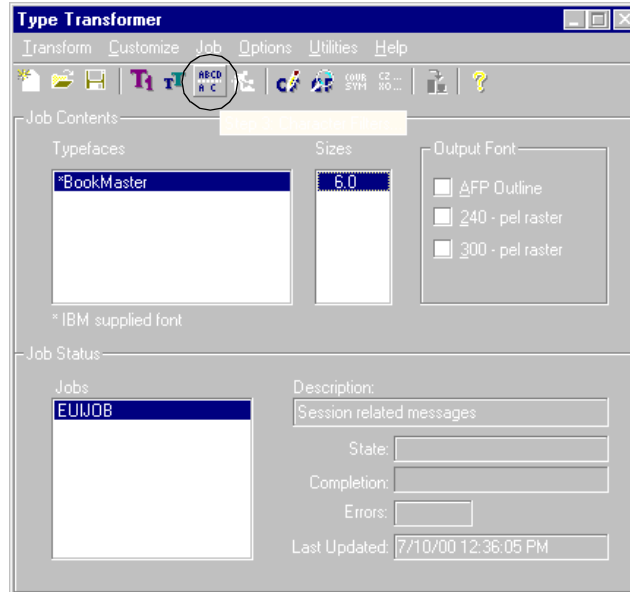 Type Transformer
Transform Customize Job Options Utilities Help
T1 TT ABCD A C COUR SYM CZ... XO... ?
Job Contents
Typefaces Sizes Output Font
*BookMaster 6.0
AFP Outline
240 - pel raster
300 - pel raster
* IBM supplied font
Job Status
Jobs Description:
EUIJOB Session related messages
State:
Completion:
Errors:
Last Updated: 7/10/00 12:36:05 PM